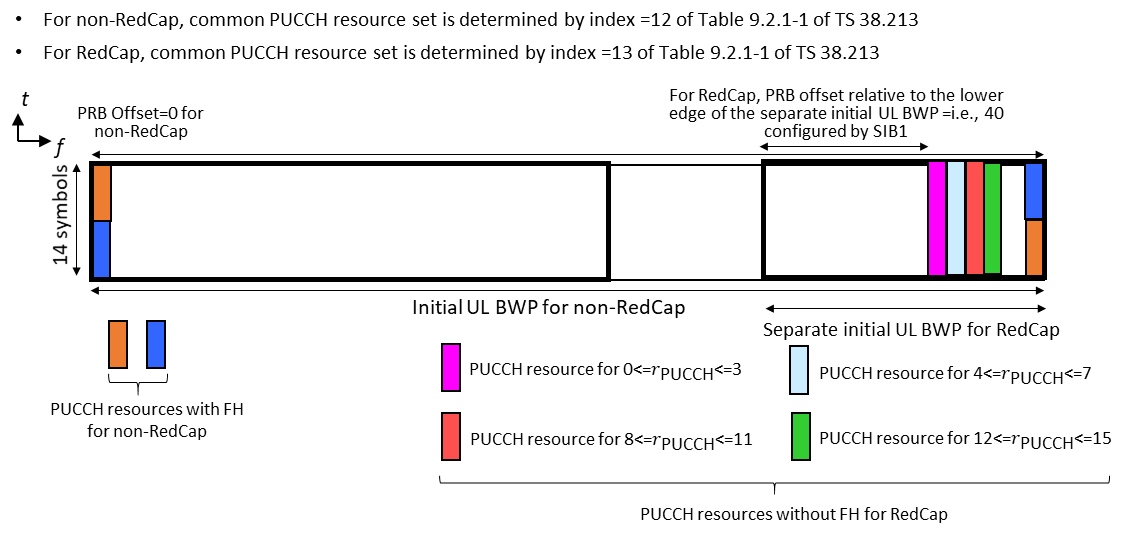 • For non-RedCap, common PUCCH resource set is determined by index =12 of Table 9.2.1-1 of TS 38.213
• For RedCap, common PUCCH resource set is determined by index =13 of Table 9.2.1-1 of TS 38.213
t
f
PRB Offset=0 for
non-RedCap
For RedCap, PRB offset relative to the lower
edge of the separate initial UL BWP =i.e., 40
configured by SIB1
14 symbols
Initial UL BWP for non-RedCap
Separate initial UL BWP for RedCap
PUCCH resources with FH
for non-RedCap
PUCCH resource for 0<=rPUCCH<=3
PUCCH resource for 4<=rPUCCH<=7
PUCCH resource for 8<=rPUCCH<=11
PUCCH resource for 12<=rPUCCH<=15
PUCCH resources without FH for RedCap